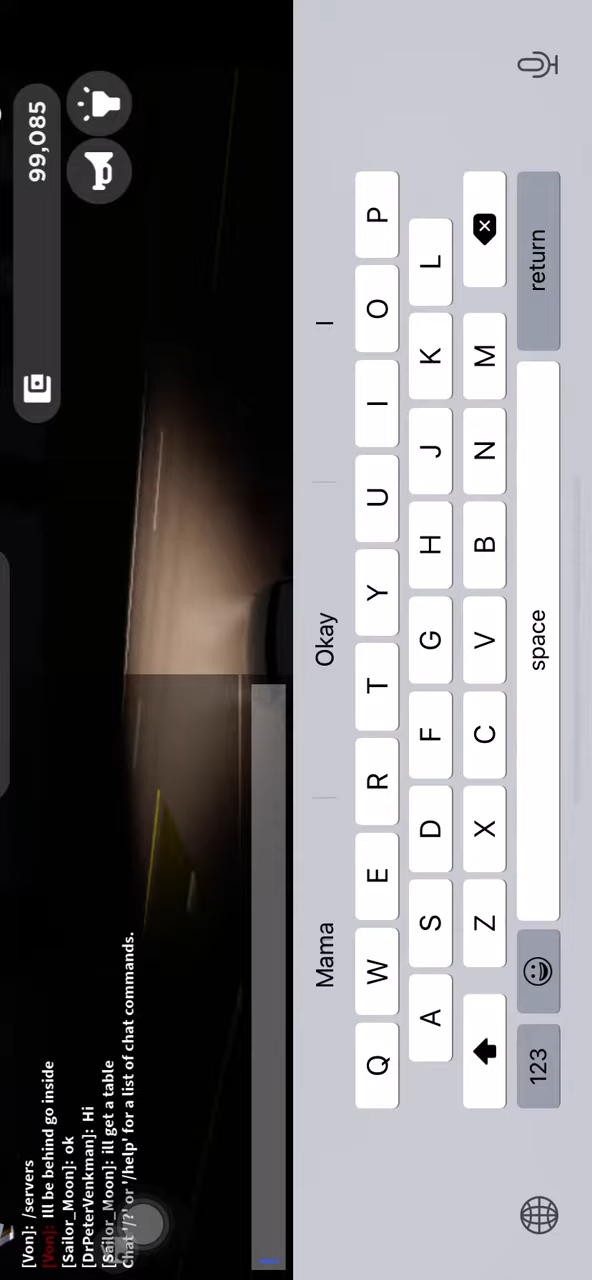 99,085
[Von]: /servers
[Von]: Ill be behind go inside
[Sailor_Moon]: ok
[DrPeterVenkman]: Hi
[Sailor_Moon]: ill get a table
Chat '/?' or '/help' for a list of chat commands.
Mama Okay I
Q W E R T Y U I O P
A S D F G H J K L
Z X C V B N M
123 space return